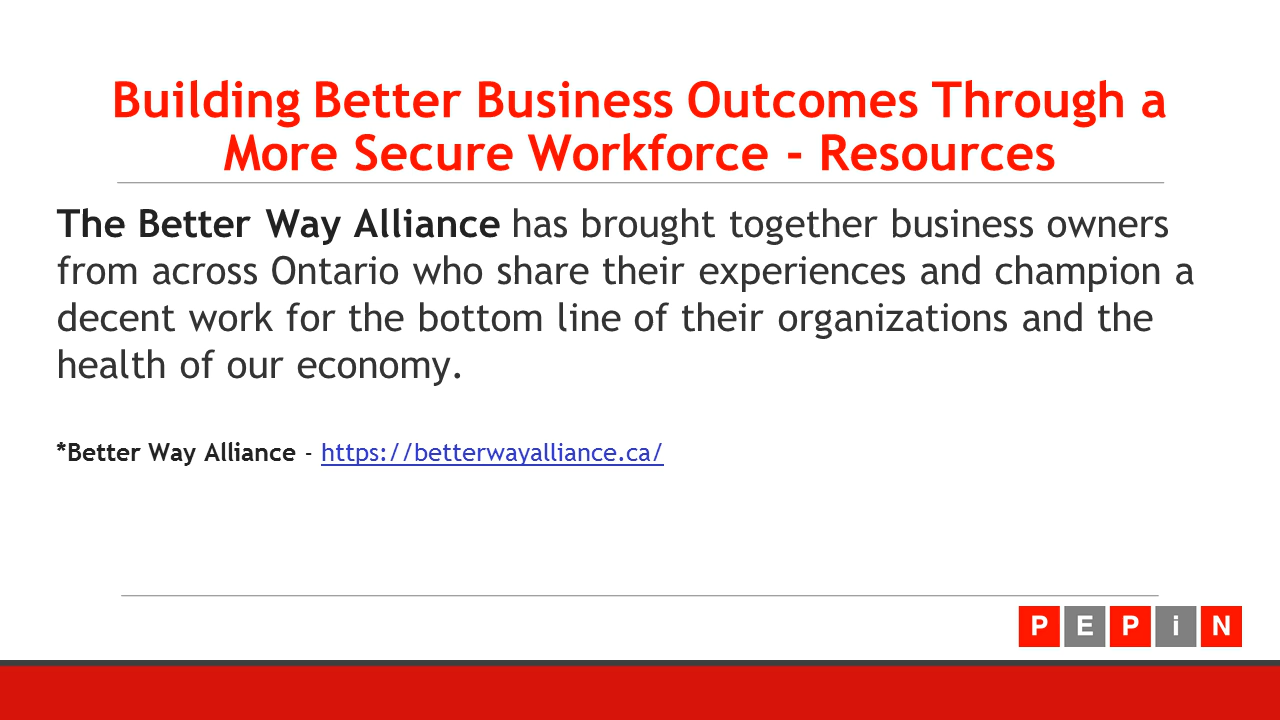 Building Better Business Outcomes Through a
More Secure Workforce - Resources
The Better Way Alliance has brought together business owners
from across Ontario who share their experiences and champion a
decent work for the bottom line of their organizations and the
health of our economy.
*Better Way Alliance - https://betterwayalliance.ca/
PEPiN